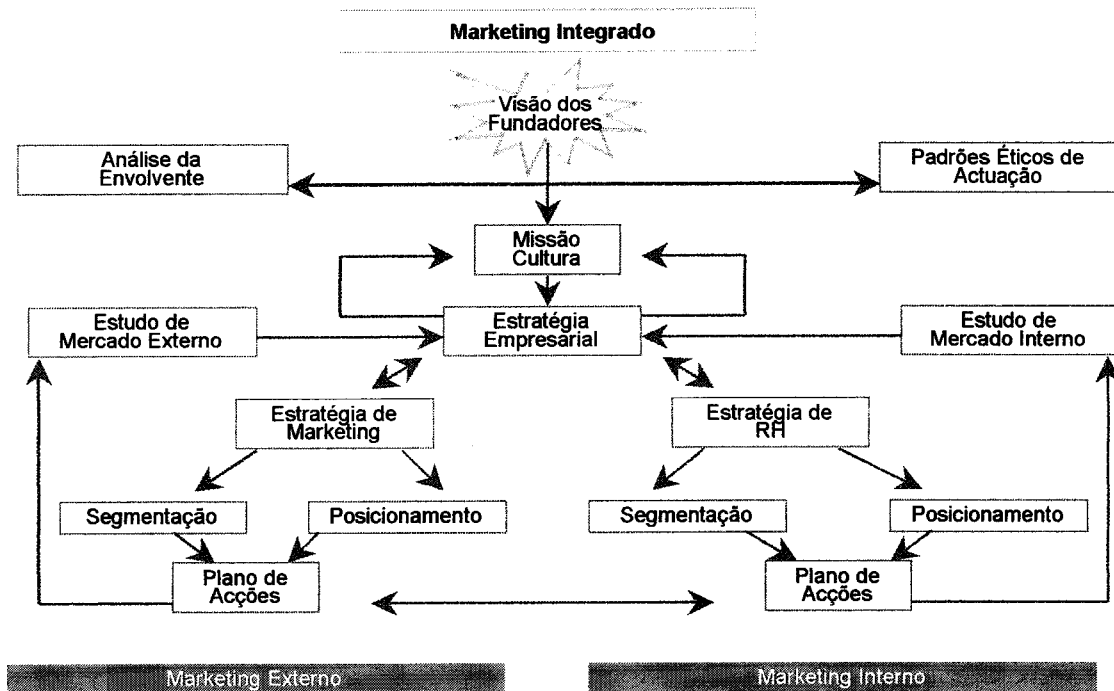 Marketing Integrado
Visão dos
Fundadores
Análise da
Envolvente
Padrões Éticos de
Actuação
Missão
Cultura
Estudo de
Mercado Externo
Estratégia
Empresarial
Estudo de
Mercado Interno
Estratégia de
Marketing
Estratégia de
RH
Segmentação
Posicionamento
Segmentação
Posicionamento
Plano de
Acções
Plano de
Acções
Marketing Externo
Marketing Interno